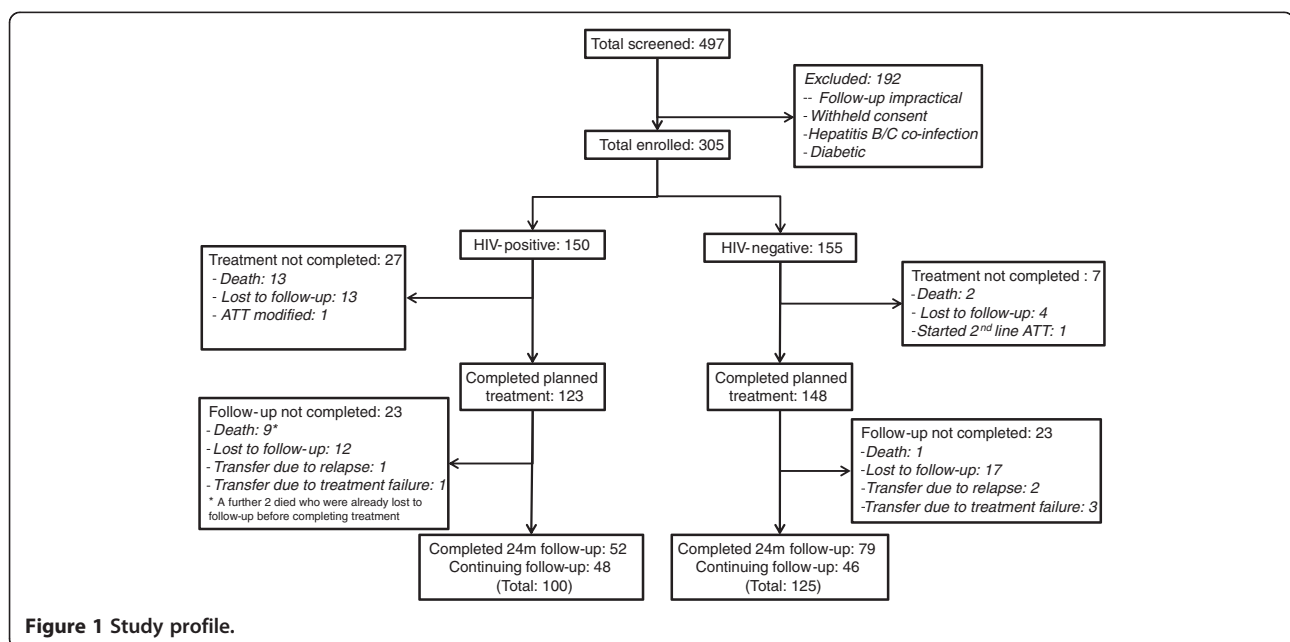 Total screened: 497
Excluded: 192
-- Follow-up impractical
- Withheld consent
-Hepatitis B/C co-infection
- Diabetic
Total enrolled: 305
HIV-positive: 150
HIV-negative: 155
Treatment not completed: 27
- Death: 13
- Lost to follow-up: 13
- ATT modified: 1
Treatment not completed : 7
-Death: 2
- Lost to follow-up: 4
-Started 2nd line ATT: 1
Completed planned
treatment: 123
Completed planned
treatment: 148
Follow-up not completed: 23
- Death: 9*
- Lost to follow-up: 12
- Transfer due to relapse: 1
-Transfer due to treatment failure: 1
* A further 2 died who were already lost to
follow-up before completing treatment
Follow-up not completed: 23
-Death: 1
-Lost to follow-up: 17
-Transfer due to relapse: 2
-Transfer due to treatment failure: 3
Completed 24m follow-up: 52
Continuing follow-up: 48
(Total: 100)
Completed 24m follow-up: 79
Continuing follow-up: 46
(Total: 125)
Figure 1 Study profile.